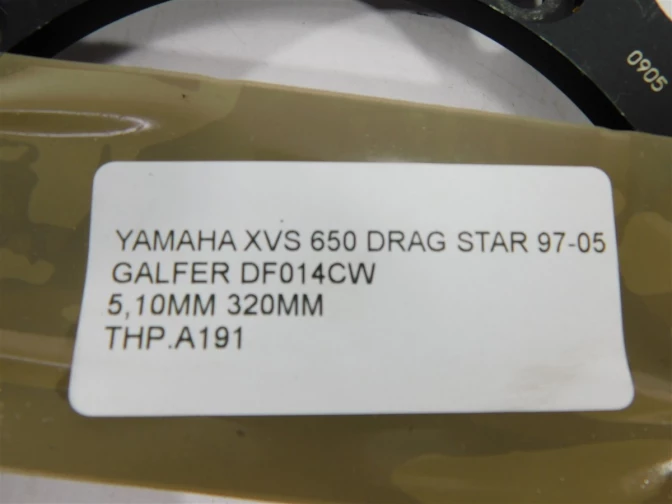 0905
YAMAHA XVS 650 DRAG STAR 97-05
GALFER DF014CW
5,10MM 320MM
THP.A191